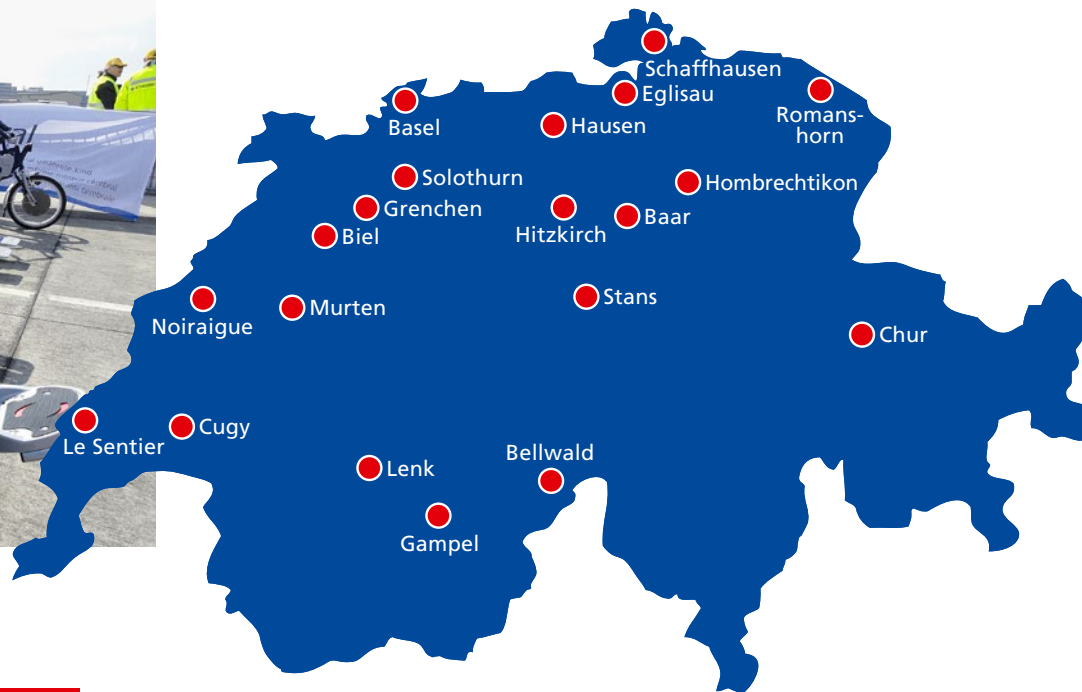 Schaffhausen
Eglisau
Romans-
horn
Basel
Hausen
Solothurn
Hombrechtikon
Grenchen
Hitzkirch
Baar
Biel
Stans
Noiraigue
Murten
Chur
Le Sentier
Cugy
Bellwald
Lenk
Gampel